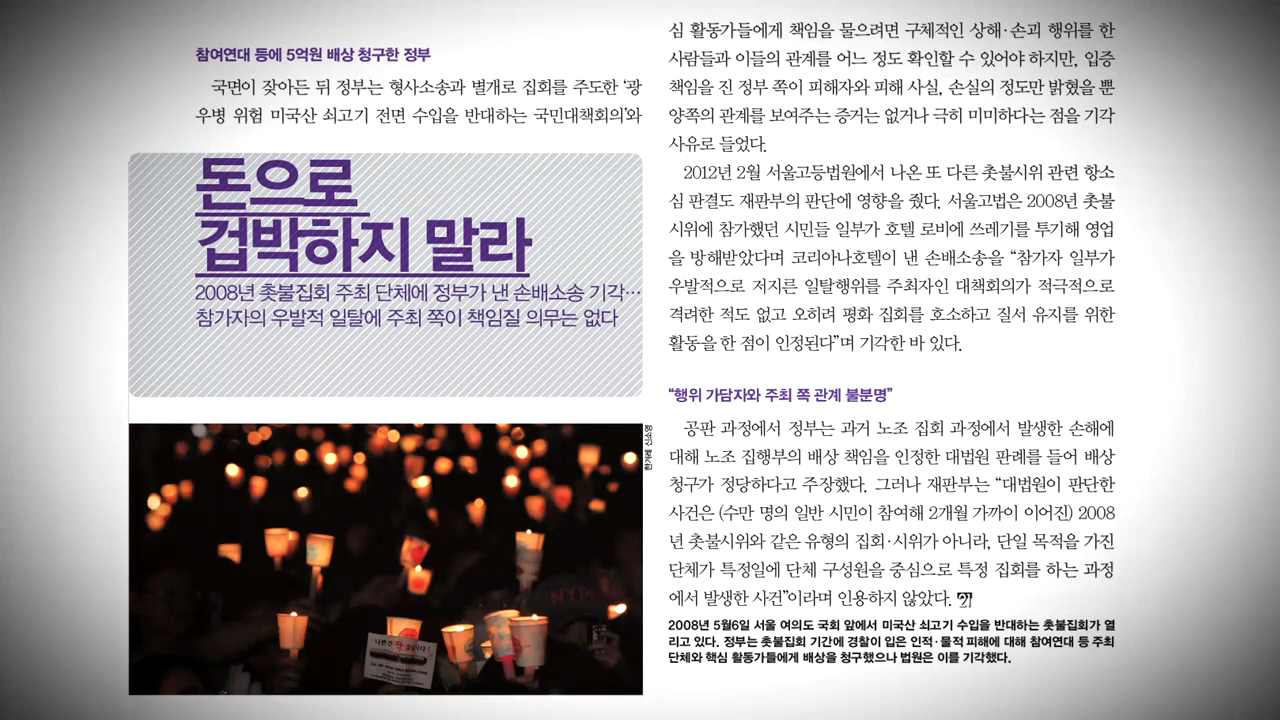 참여연대 등에 5억원 배상 청구한 정부
국면이 잦아든 뒤 정부는 형사소송과 별개로 집회를 주도한 ‘광
우병 위험 미국산 쇠고기 전면 수입을 반대하는 국민대책회의’와
돈으로
겁박하지 말라
2008년 촛불집회 주최 단체에 정부가 낸 손배소송 기각…
참가자의 우발적 일탈에 주최 쪽이 책임질 의무는 없다
한겨레 신소영
NYPD
심 활동가들에게 책임을 물으려면 구체적인 상해·손괴 행위를 한
사람들과 이들의 관계를 어느 정도 확인할 수 있어야 하지만, 입증
책임을 진 정부 쪽이 피해자와 피해 사실, 손실의 정도만 밝혔을 뿐
양쪽의 관계를 보여주는 증거는 없거나 극히 미미하다는 점을 기각
사유로 들었다.
2012년 2월 서울고등법원에서 나온 또 다른 촛불시위 관련 항소
심 판결도 재판부의 판단에 영향을 줬다. 서울고법은 2008년 촛불
시위에 참가했던 시민들 일부가 호텔 로비에 쓰레기를 투기해 영업
을 방해받았다며 코리아나호텔이 낸 손배소송을 “참가자 일부가
우발적으로 저지른 일탈행위를 주최자인 대책회의가 적극적으로
격려한 적도 없고 오히려 평화 집회를 호소하고 질서 유지를 위한
활동을 한 점이 인정된다”며 기각한 바 있다.
“행위 가담자와 주최 쪽 관계 불분명”
공판 과정에서 정부는 과거 노조 집회 과정에서 발생한 손해에
대해 노조 집행부의 배상 책임을 인정한 대법원 판례를 들어 배상
청구가 정당하다고 주장했다. 그러나 재판부는 “대법원이 판단한
사건은 (수만 명의 일반 시민이 참여해 2개월 가까이 이어진) 2008
년 촛불시위와 같은 유형의 집회·시위가 아니라, 단일 목적을 가진
단체가 특정일에 단체 구성원을 중심으로 특정 집회를 하는 과정
에서 발생한 사건”이라며 인용하지 않았다. 21
2008년 5월6일 서울 여의도 국회 앞에서 미국산 쇠고기 수입을 반대하는 촛불집회가 열
리고 있다. 정부는 촛불집회 기간에 경찰이 입은 인적·물적 피해에 대해 참여연대 등 주최
단체와 핵심 활동가들에게 배상을 청구했으나 법원은 이를 기각했다.